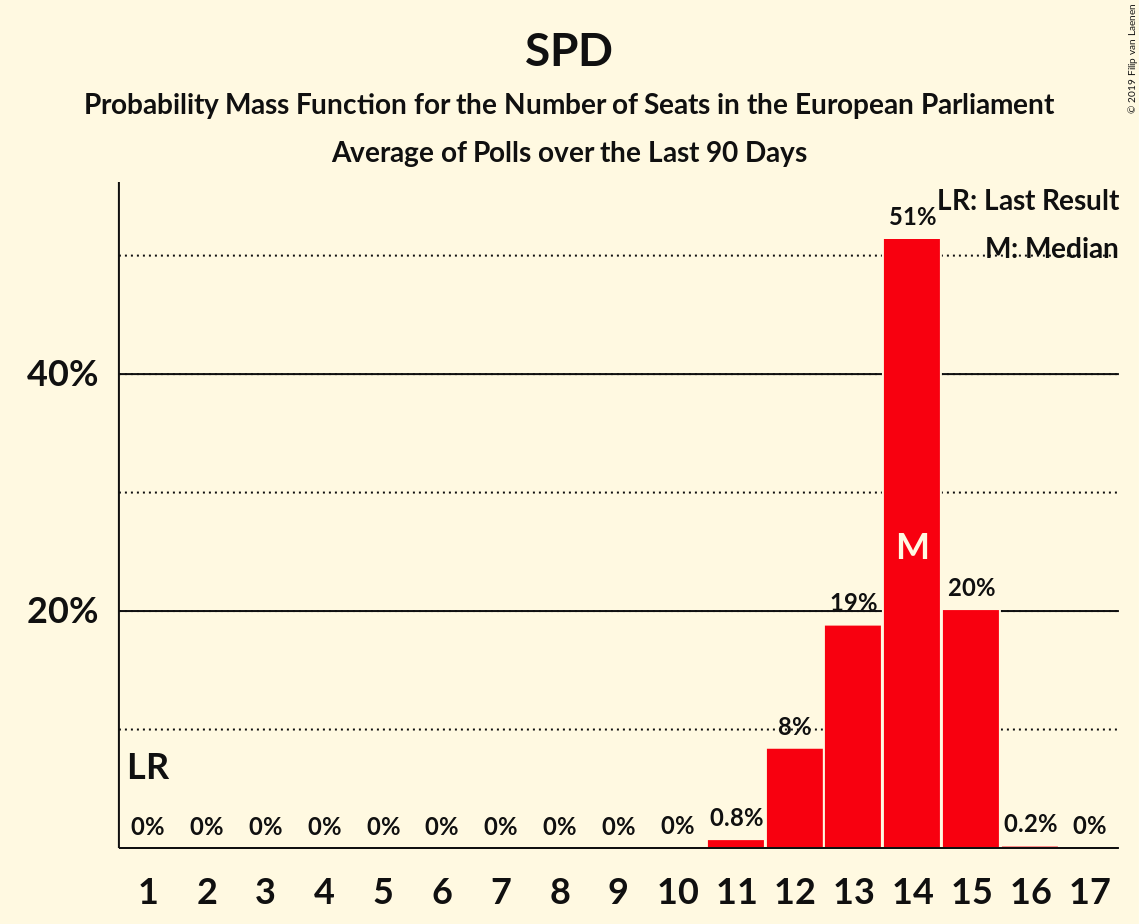 SPD
Probability Mass Function for the Number of Seats in the European Parliament
Average of Polls over the Last 90 Days
© 2019 Filip van Laenen
LR: Last Result
M: Median
40%
20%
51%
M
20%
19%
8%
LR
0% 0% 0% 0% 0% 0% 0% 0% 0% 0% 0.8% 0.2% 0%
1 2 3 4 5 6 7 8 9 10 11 12 13 14 15 16 17